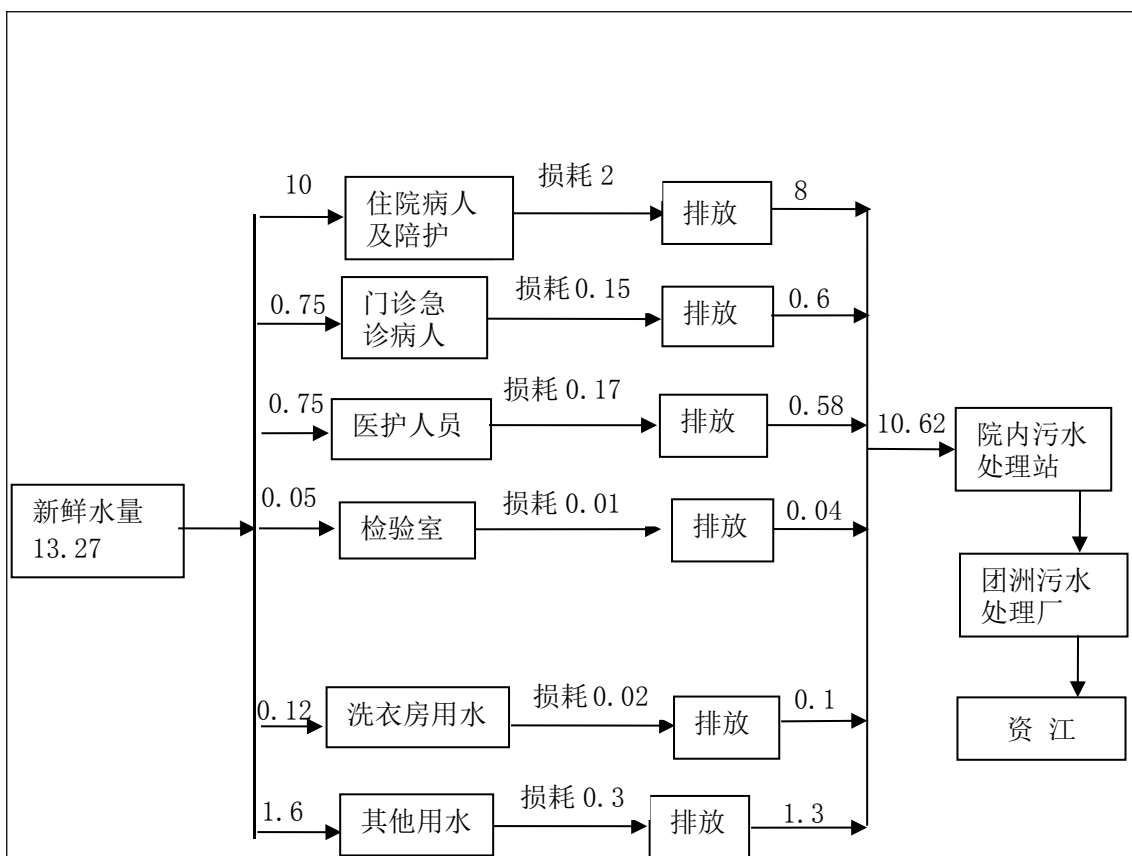 损耗 2
10
住院病人
及陪护
排放
8
损耗 0.15
0.75
门诊急
诊病人
排放
0.6
损耗 0.17
0.75
医护人员
排放
0.58
10.62
院内污水
处理站
新鲜水量
13.27
损耗 0.01
0.05
检验室
排放
0.04
团洲污水
处理厂
损耗 0.02
0.12
洗衣房用水
排放
0.1
资 江
损耗 0.3
1.6
其他用水
排放
1.3